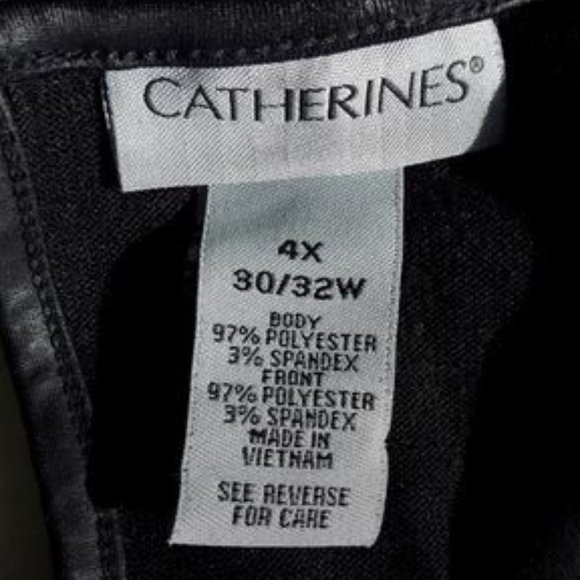 CATHERINES®
4X
30/32W
BODY
97% POLYESTER
3% SPANDEX
FRONT
97% POLYESTER
3% SPANDEX
MADE IN
VIETNAM
SEE REVERSE
FOR CARE